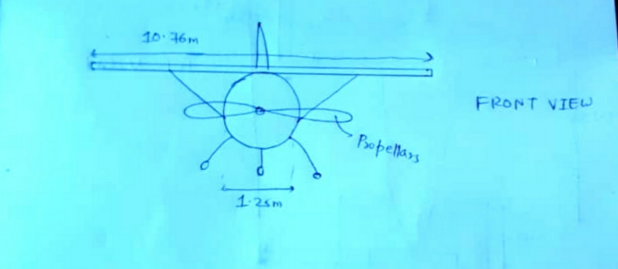 10.76m
FRONT VIEW
Propellars
1.25m